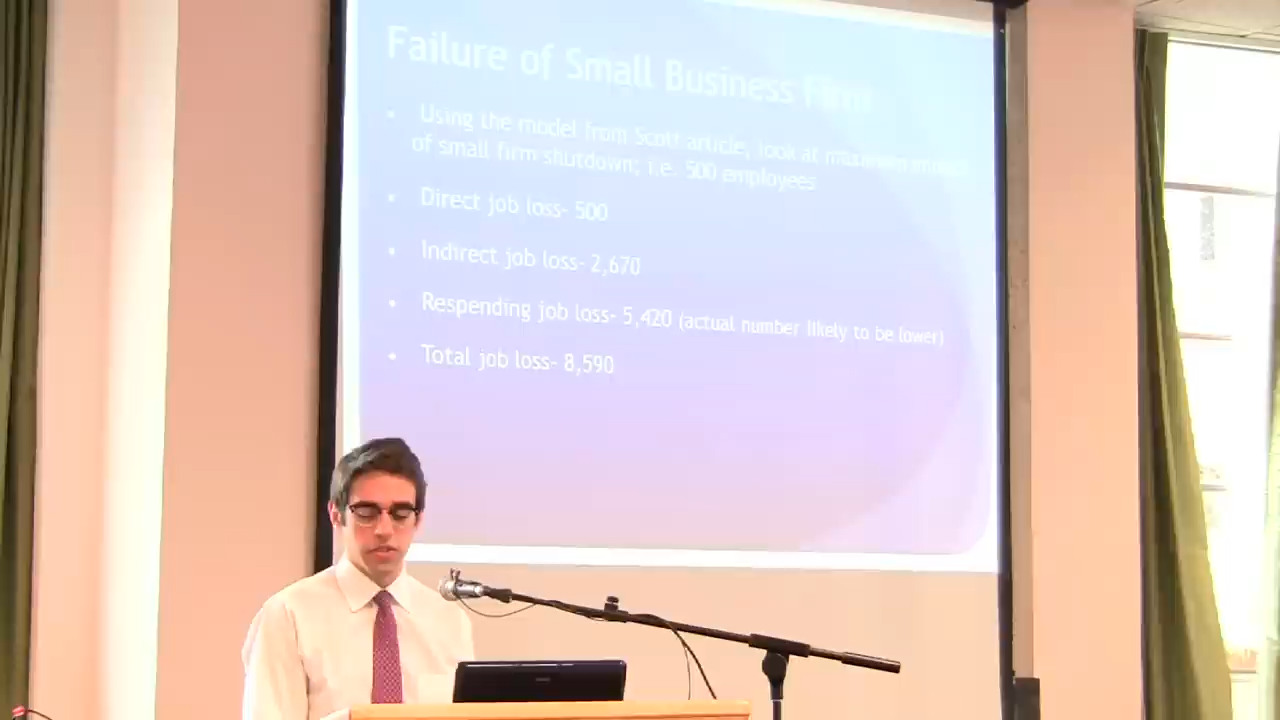 Failure of Small Business Firm
• Using the model from Scott article, look at maximum impact
of small firm shutdown; i.e. 500 employees
• Direct job loss- 500
• Indirect job loss- 2,670
• Respending job loss- 5,420 (actual number likely to be lower)
• Total job loss- 8,590